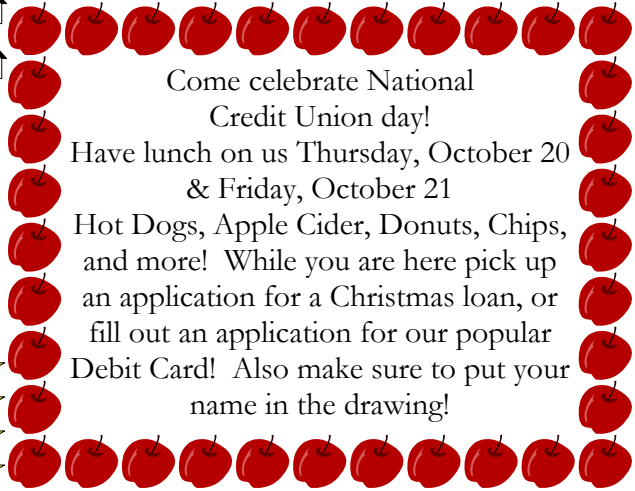 Come celebrate National
Credit Union day!
Have lunch on us Thursday, October 20
& Friday, October 21
Hot Dogs, Apple Cider, Donuts, Chips,
and more!  While you are here pick up
an application for a Christmas loan, or
fill out an application for our popular
Debit Card!  Also make sure to put your
name in the drawing!